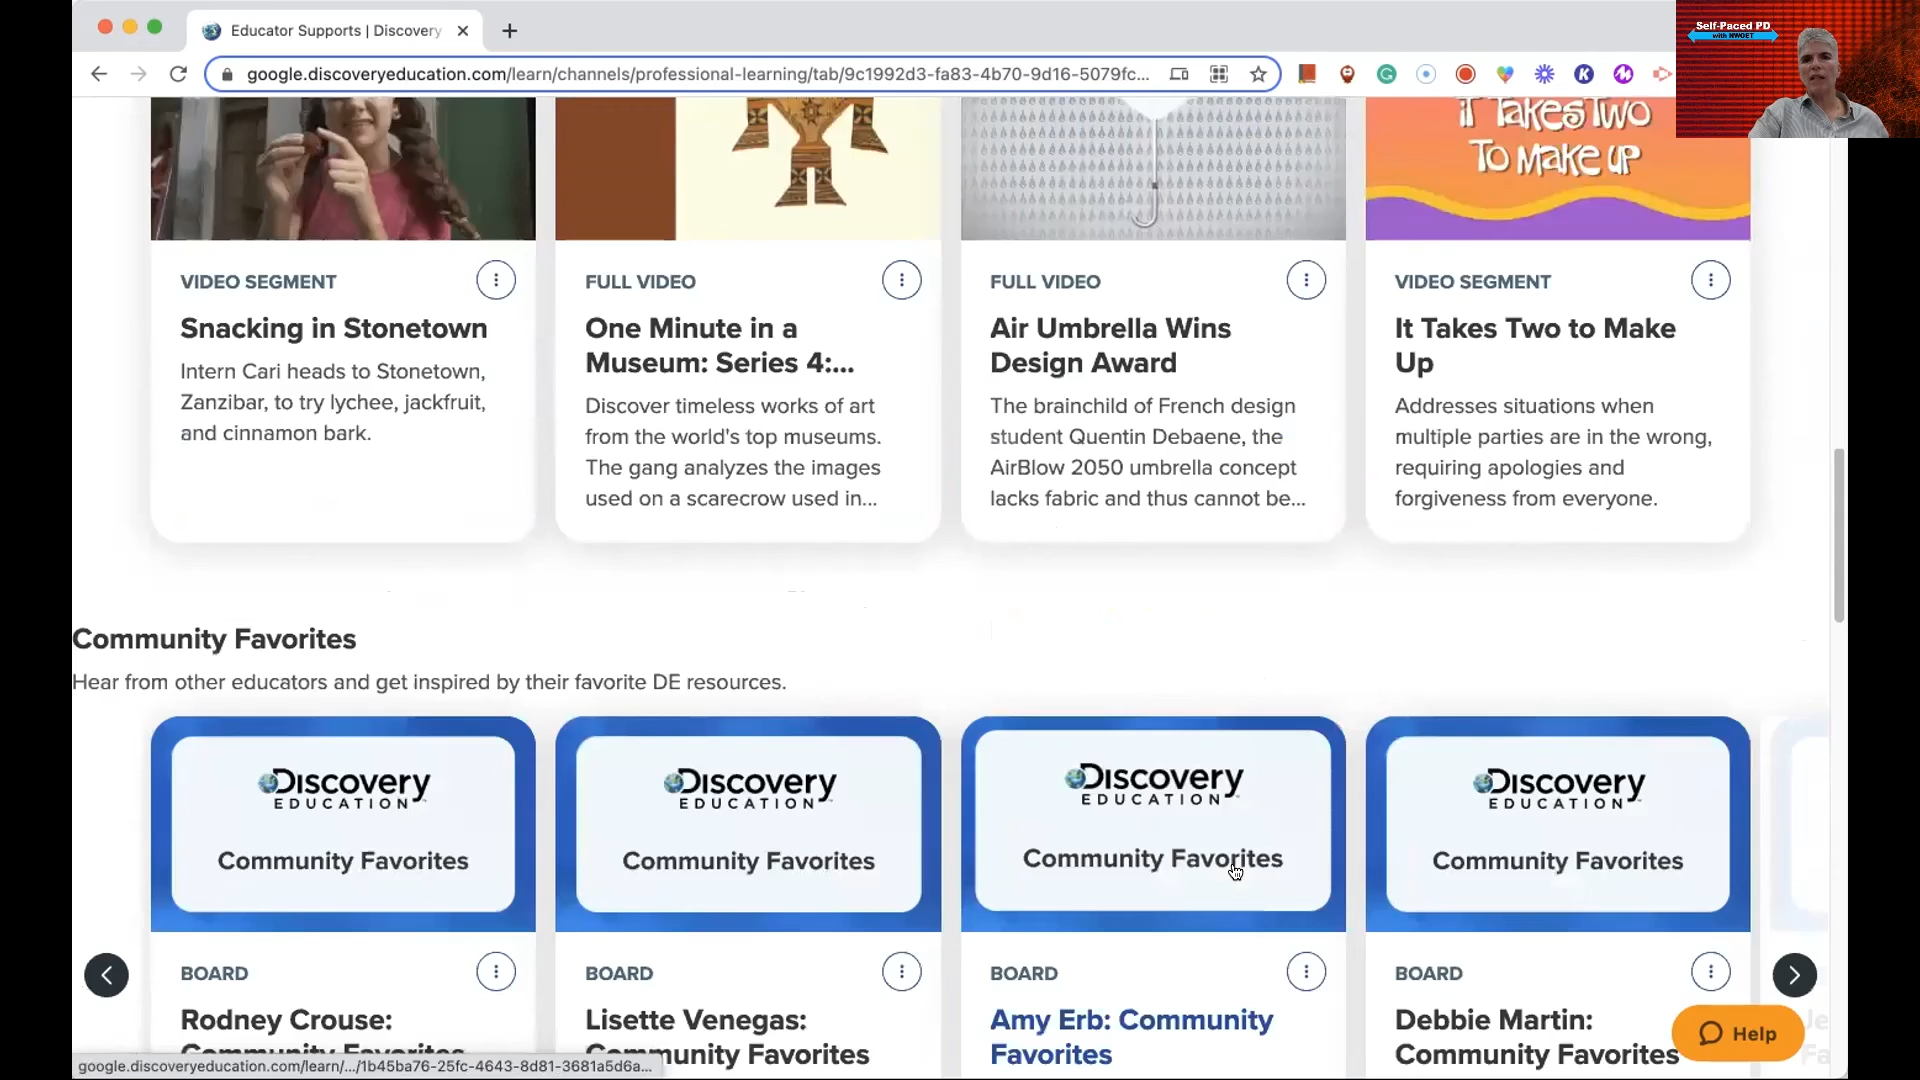 Educator Supports | Discovery
Self-Paced PD
with NWOET
google.discoveryeducation.com/learn/channels/professional-learning/tab/9c1992d3-fa83-4b70-9d16-5079fc...
IT TAKES TWO
TO MAKE UP
VIDEO SEGMENT
Snacking in Stonetown
Intern Cari heads to Stonetown,
Zanzibar, to try lychee, jackfruit,
and cinnamon bark.
FULL VIDEO
One Minute in a
Museum: Series 4:...
Discover timeless works of art
from the world's top museums.
The gang analyzes the images
used on a scarecrow used in...
FULL VIDEO
Air Umbrella Wins
Design Award
The brainchild of French design
student Quentin Debaene, the
AirBlow 2050 umbrella concept
lacks fabric and thus cannot be...
VIDEO SEGMENT
It Takes Two to Make
Up
Addresses situations when
multiple parties are in the wrong,
requiring apologies and
forgiveness from everyone.
Community Favorites
Hear from other educators and get inspired by their favorite DE resources.
Discovery
EDUCATION
Community Favorites
BOARD
Rodney Crouse:
Community Favorites
Discovery
EDUCATION
Community Favorites
BOARD
Lisette Venegas:
Community Favorites
Discovery
EDUCATION
Community Favorites
BOARD
Amy Erb: Community
Favorites
Discovery
EDUCATION
Community Favorites
BOARD
Debbie Martin:
Community Favorites
Help
google.discoveryeducation.com/learn/.../1b45ba76-25fc-4643-8d81-3681a5d6a...